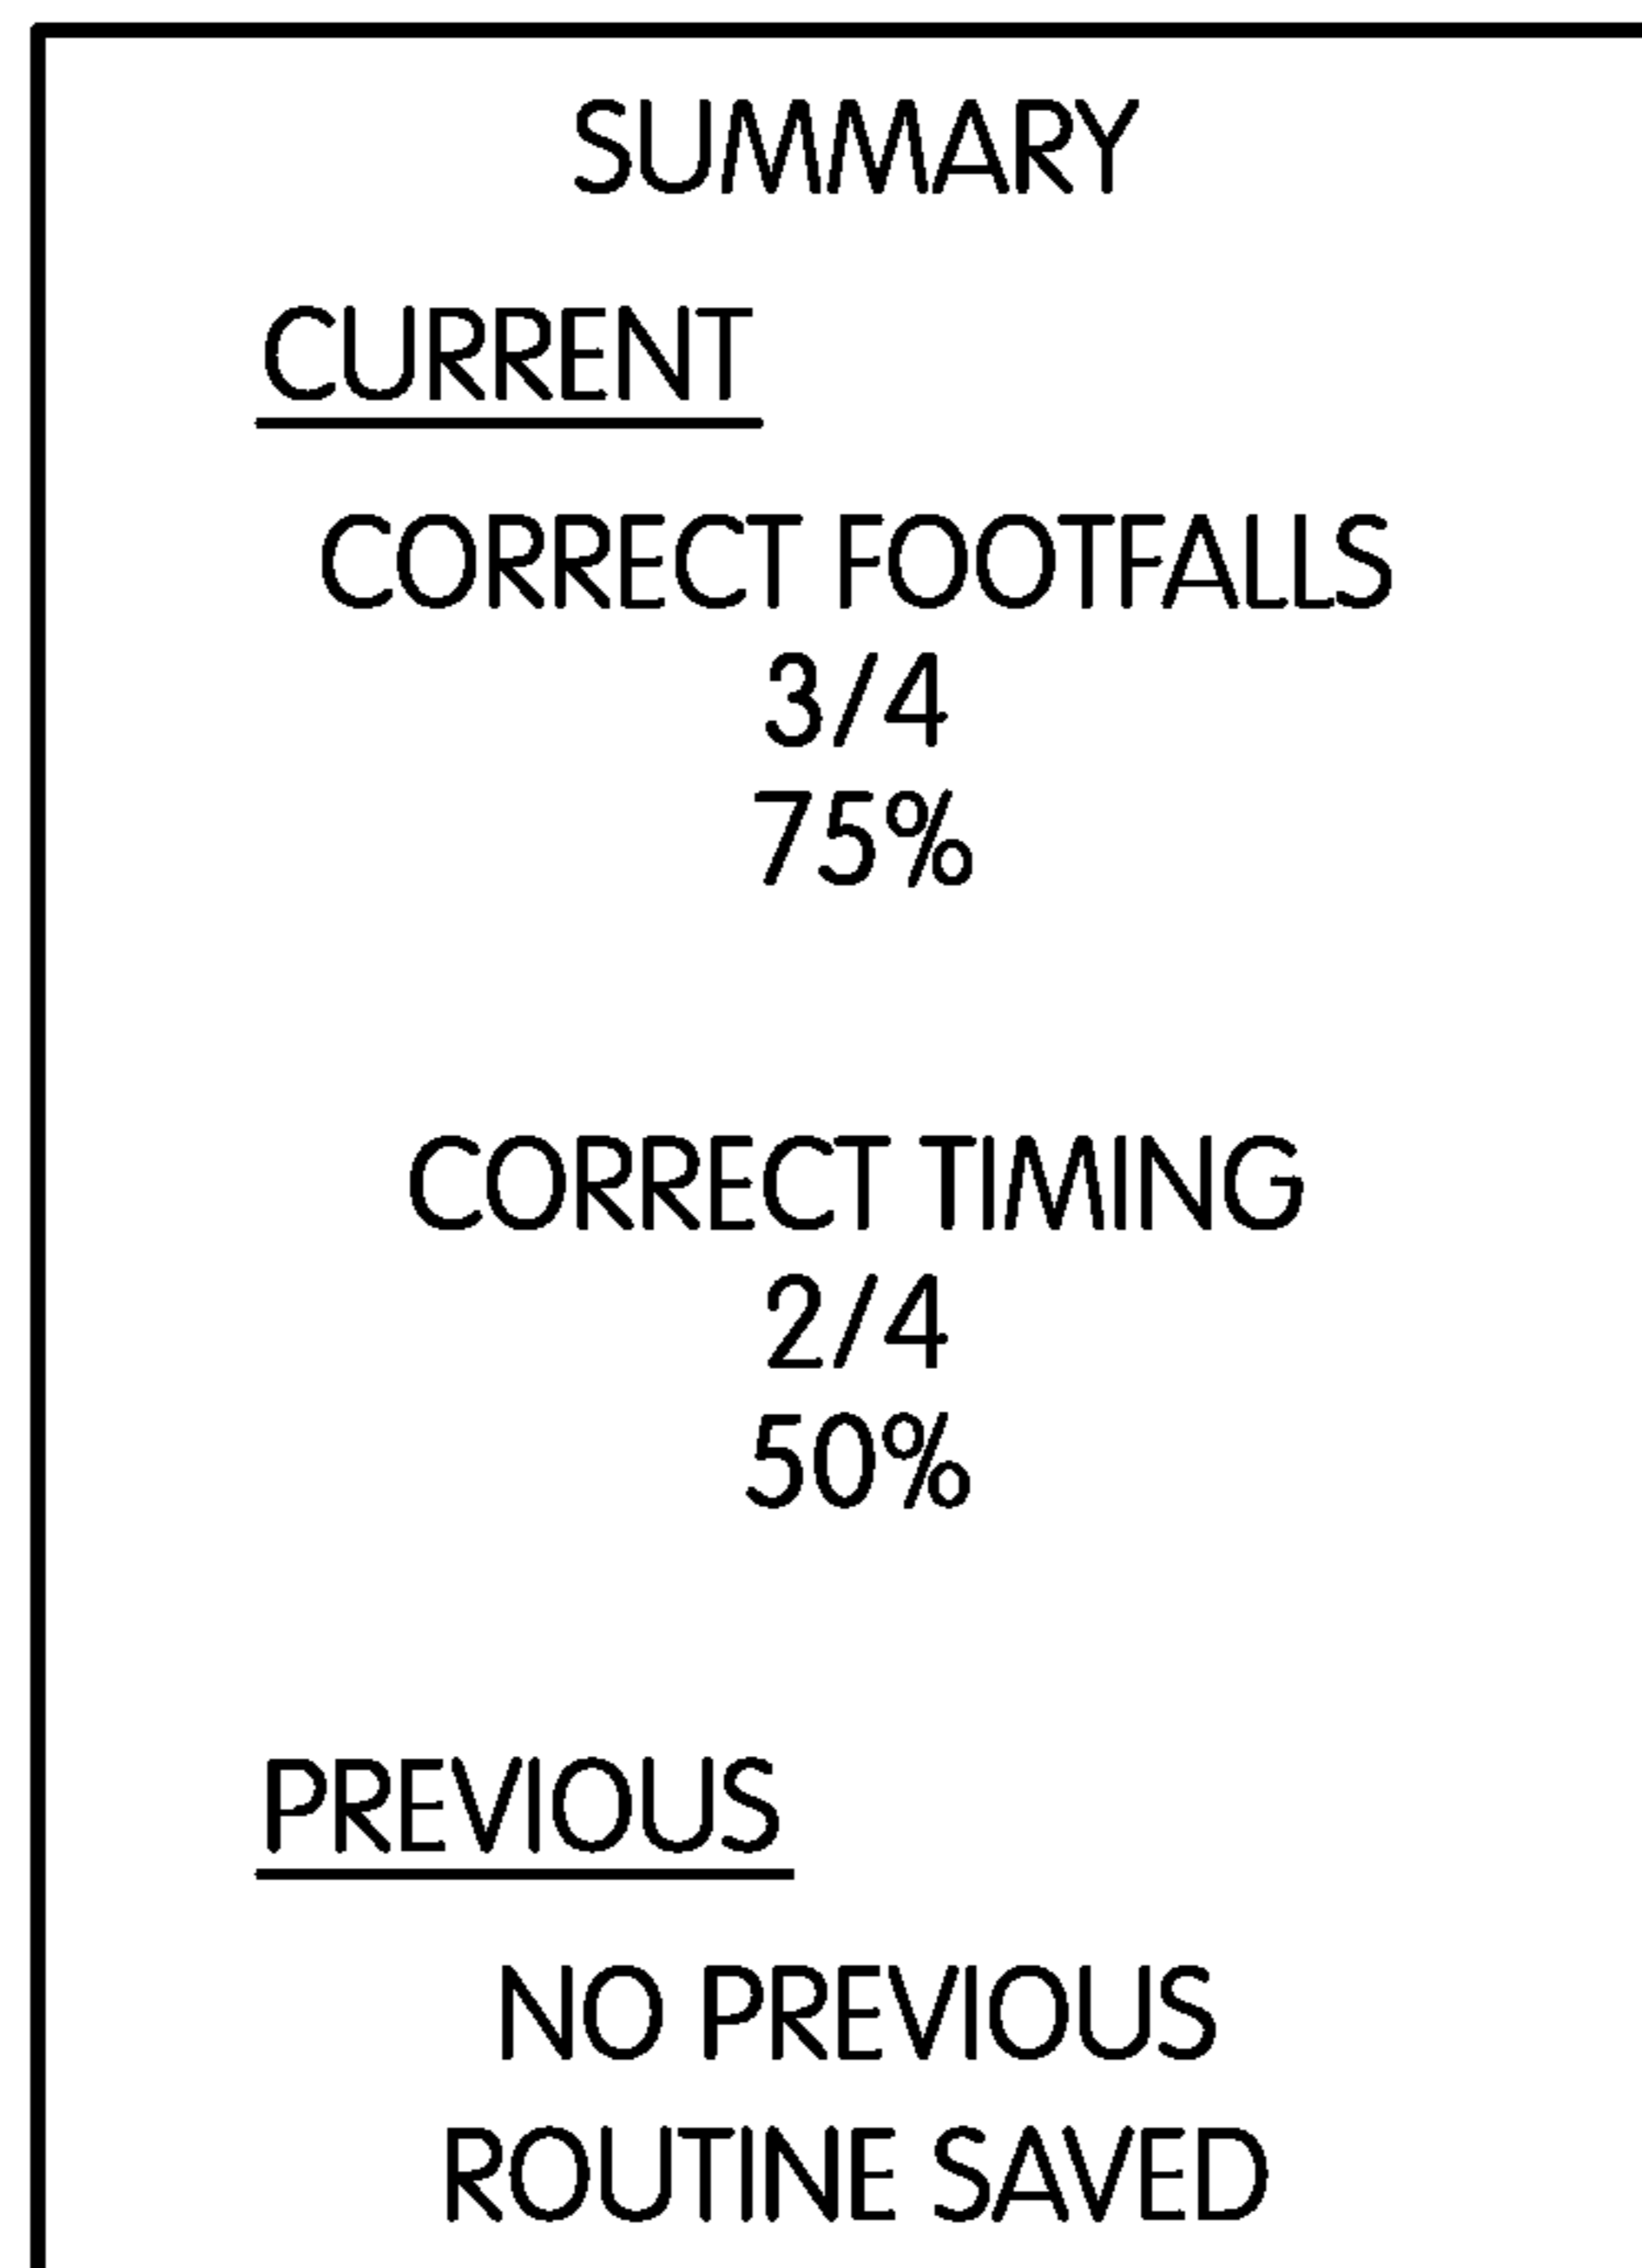 SUMMARY
CURRENT
CORRECT FOOTFALLS
3/4
75%
CORRECT TIMING
2/4
50%
PREVIOUS
NO PREVIOUS
ROUTINE SAVED